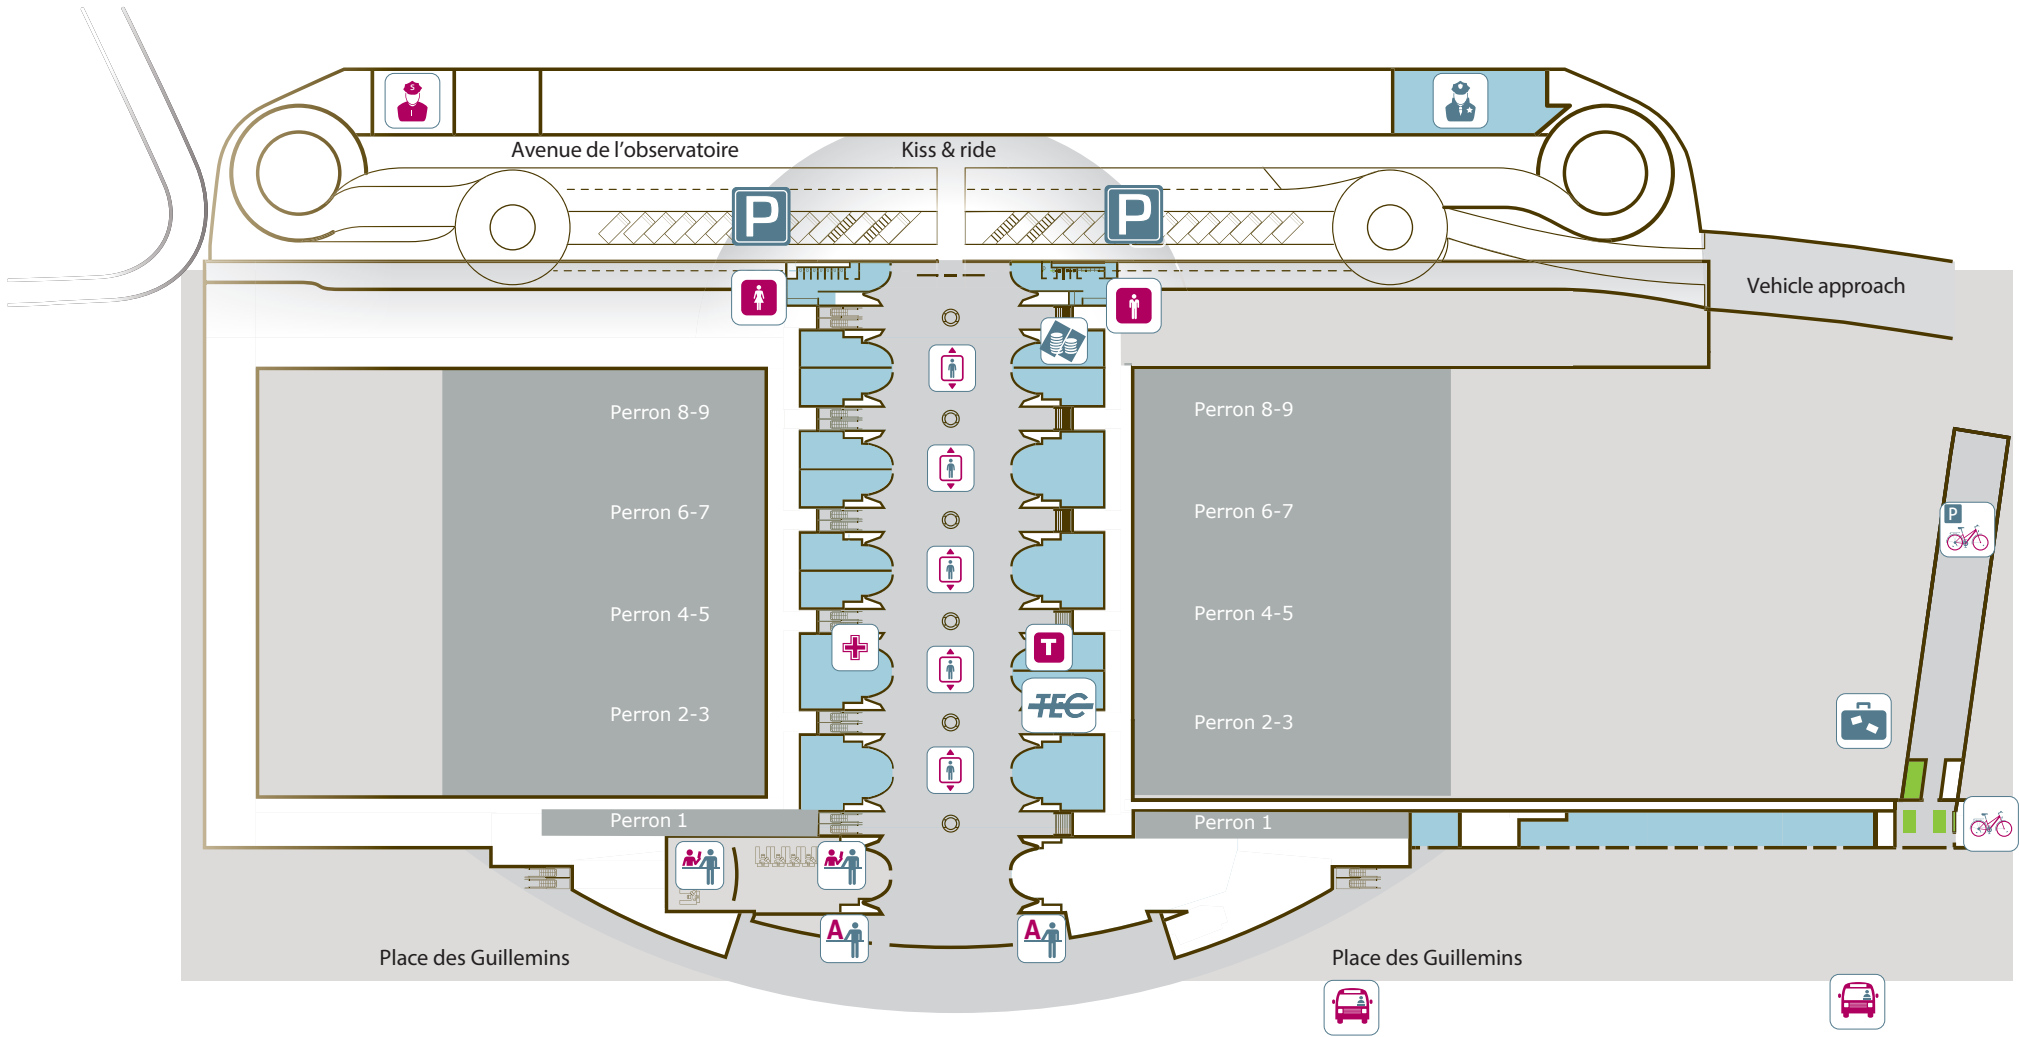 S
Avenue de l'observatoire
Kiss & ride
P
P
Vehicle approach
Perron 8-9
Perron 8-9
Perron 6-7
Perron 6-7
P
Perron 4-5
Perron 4-5
T
TEC
Perron 2-3
Perron 2-3
Perron 1
Perron 1
A
A
Place des Guillemins
Place des Guillemins